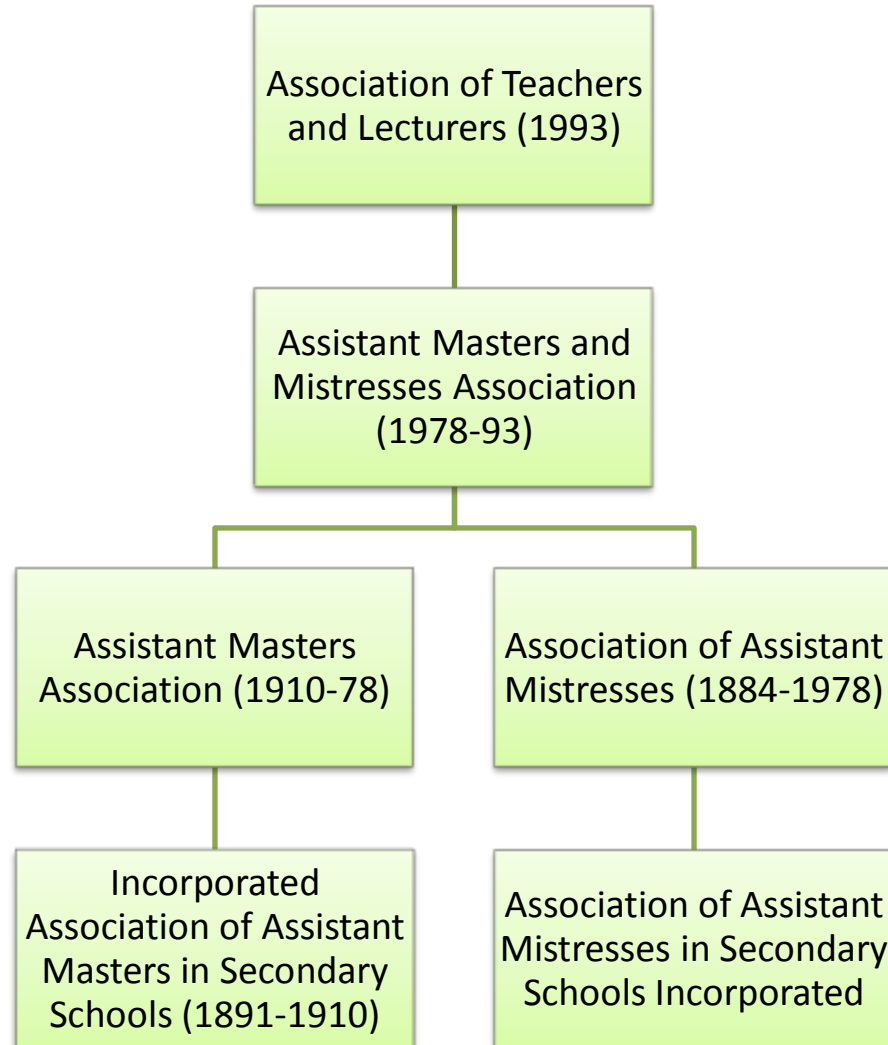 Association of Teachers
and Lecturers (1993)
Assistant Masters and
Mistresses Association
(1978-93)
Assistant Masters
Association (1910-78)
Association of Assistant
Mistresses (1884-1978)
Incorporated
Association of Assistant
Masters in Secondary
Schools (1891-1910)
Association of Assistant
Mistresses in Secondary
Schools Incorporated